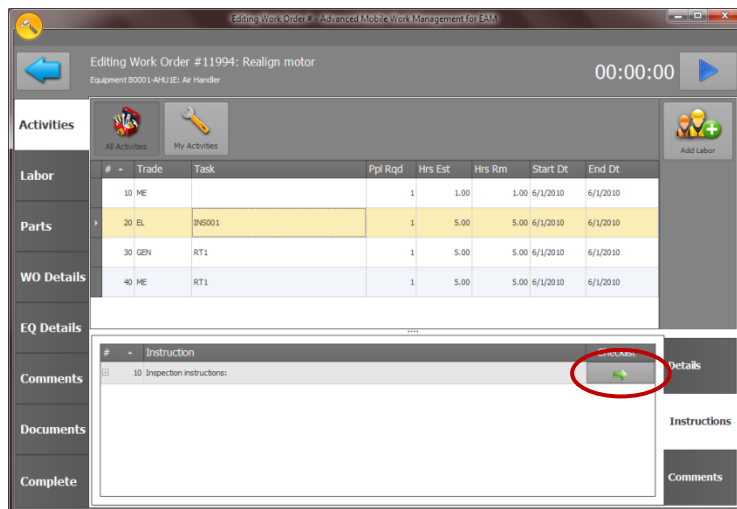 Editing Work Order # - Advanced Mobile Work Management for EAM
Editing Work Order #11994: Realign motor
Equipment B0001-AHU1E: Air Handler
00:00:00
Activities
Labor
Parts
WO Details
EQ Details
Comments
Documents
Complete
All Activities
My Activities
Add Labor
# Trade Task Ppl Rqd Hrs Est Hrs Rm Start Dt End Dt
10 ME 1 1.00 1.00 6/1/2010 6/1/2010
20 EL INS001 1 5.00 5.00 6/1/2010 6/1/2010
30 GEN RT1 1 5.00 5.00 6/1/2010 6/1/2010
40 ME RT1 1 5.00 5.00 6/1/2010 6/1/2010
# Instruction Checklist
10 Inspection instructions:
Details
Instructions
Comments